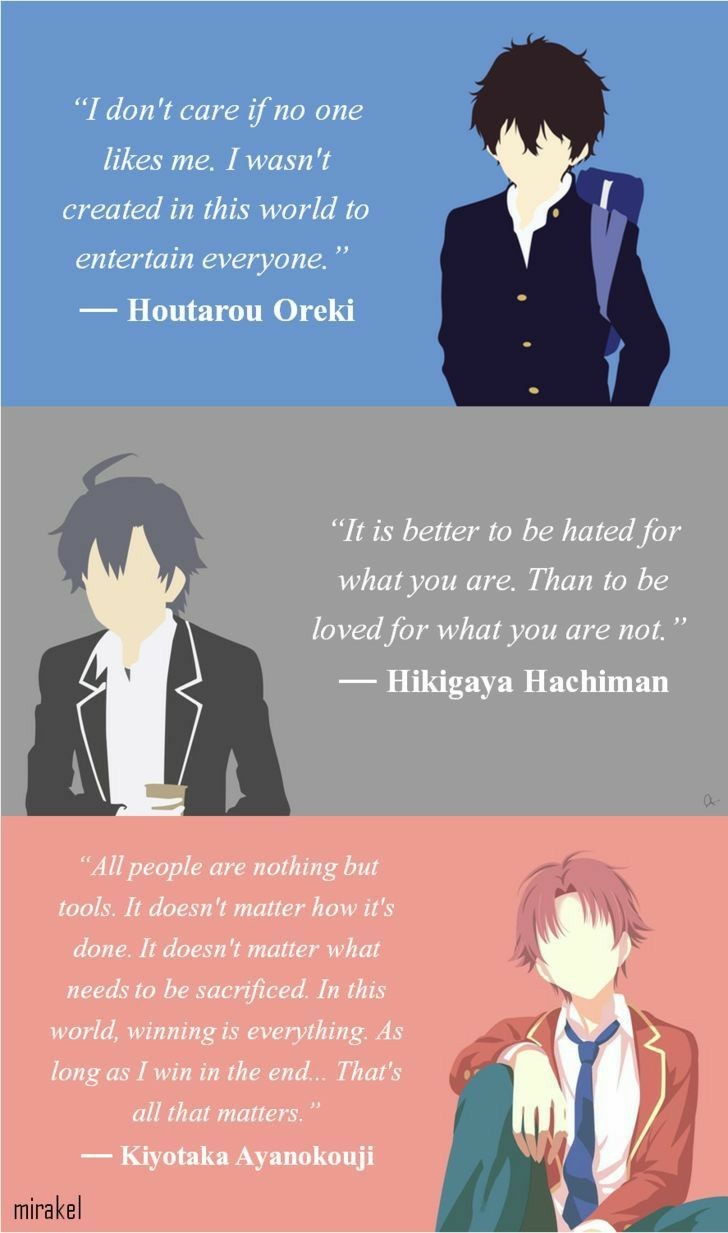 “I don't care if no one
likes me. I wasn't
created in this world to
entertain everyone.”
— Houtarou Oreki
“It is better to be hated for
what you are. Than to be
loved for what you are not.”
— Hikigaya Hachiman
“All people are nothing but
tools. It doesn't matter how it's
done. It doesn't matter what
needs to be sacrificed. In this
world, winning is everything. As
long as I win in the end... That's
all that matters.”
— Kiyotaka Ayanokouji
mirakel